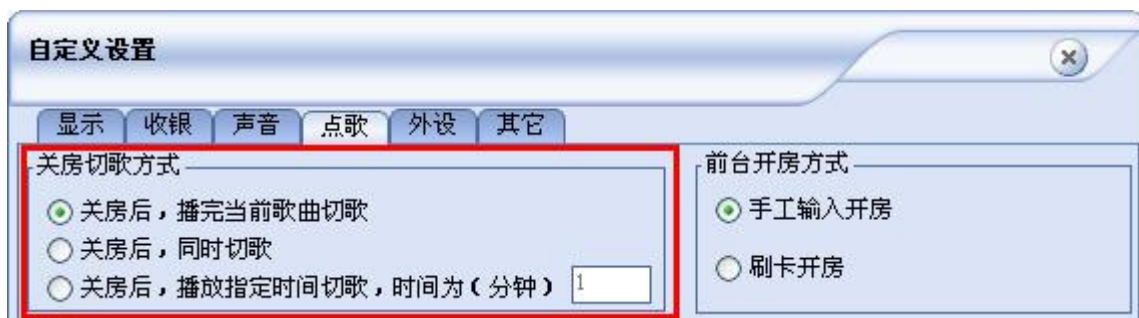 自定义设置
显示 收银 声音 点歌 外设 其它
关房切歌方式
关房后，播完当前歌曲切歌
关房后，同时切歌
关房后，播放指定时间切歌，时间为(分钟) 1
前台开房方式
手工输入开房
刷卡开房